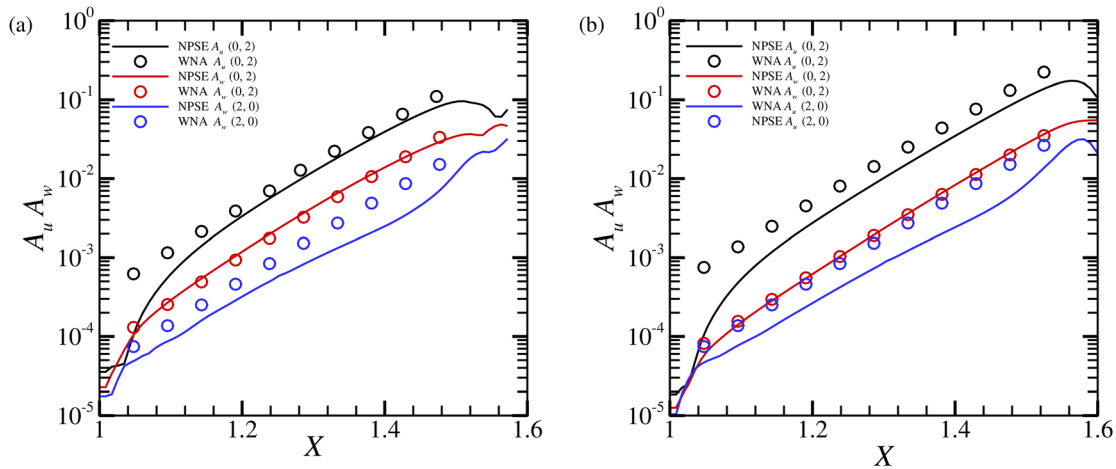 (a)
10^0
10^-1
10^-2
10^-3
10^-4
10^-5
A_u A_w
NPSE A_u (0, 2)
WNA A_u (0, 2)
NPSE A_w (0, 2)
WNA A_w (0, 2)
NPSE A_w (2, 0)
WNA A_w (2, 0)
1 1.2 1.4 1.6
X
(b)
10^0
10^-1
10^-2
10^-3
10^-4
10^-5
A_u A_w
NPSE A_u (0, 2)
WNA A_u (0, 2)
NPSE A_w (0, 2)
WNA A_w (0, 2)
WNA A_u (2, 0)
NPSE A_u (2, 0)
1 1.2 1.4 1.6
X